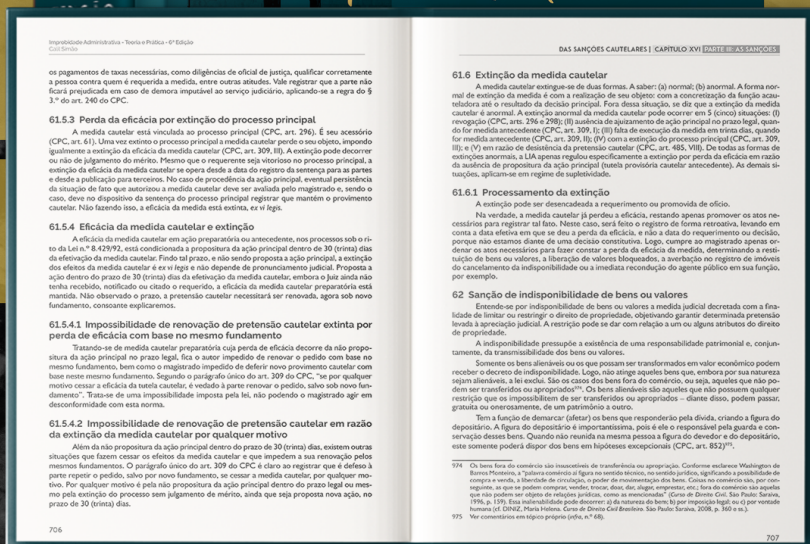 Improbidade Administrativa • Teoria e Prática • 6ª Edição
Calil Simão
os pagamentos de taxas necessárias, como diligências de oficial de justiça, qualificar corretamente
a pessoa contra quem é requerida a medida, entre outras atitudes. Vale registrar que a parte não
ficará prejudicada em caso de demora imputável ao serviço judiciário, aplicando-se a regra do §
3.º do art. 240 do CPC.
61.5.3 Perda da eficácia por extinção do processo principal
A medida cautelar está vinculada ao processo principal (CPC, art. 296). É seu acessório
(CPC, art. 61). Uma vez extinto o processo principal a medida cautelar perde o seu objeto, impondo
igualmente a extinção da eficácia da medida cautelar (CPC, art. 309, III). A extinção pode decorrer
ou não de julgamento do mérito. Mesmo que o requerente seja vitorioso no processo principal, a
extinção da eficácia da medida cautelar se opera desde a data do registro da sentença para as partes
e desde a publicação para terceiros. No caso de procedência da ação principal, eventual persistência
da situação de fato que autorizou a medida cautelar deve ser avaliada pelo magistrado e, sendo o
caso, deve no dispositivo da sentença do processo principal registrar que mantém o provimento
cautelar. Não fazendo isso, a eficácia da medida está extinta, ex vi legis.
61.5.4 Eficácia da medida cautelar e extinção
A eficácia da medida cautelar em ação preparatória ou antecedente, nos processos sob o ri-
to da Lei n.º 8.429/92, está condicionada a propositura da ação principal dentro de 30 (trinta) dias
da efetivação da medida cautelar. Findo tal prazo, e não sendo proposta a ação principal, a extinção
dos efeitos da medida cautelar é ex vi legis e não depende de pronunciamento judicial. Proposta a
ação dentro do prazo de 30 (trinta) dias da efetivação da medida cautelar, embora o Juiz ainda não
tenha recebido, notificado ou citado o requerido, a eficácia da medida cautelar preparatória está
mantida. Não observado o prazo, a pretensão cautelar necessitará ser renovada, agora sob novo
fundamento, consoante explicaremos.
61.5.4.1 Impossibilidade de renovação de pretensão cautelar extinta por
perda de eficácia com base no mesmo fundamento
Tratando-se de medida cautelar preparatória cuja perda de eficácia decorre da não propo-
situra da ação principal no prazo legal, fica o autor impedido de renovar o pedido com base no
mesmo fundamento, bem como o magistrado impedido de deferir novo provimento cautelar com
base neste mesmo fundamento. Segundo o parágrafo único do art. 309 do CPC, “se por qualquer
motivo cessar a eficácia da tutela cautelar, é vedado à parte renovar o pedido, salvo sob novo fun-
damento”. Trata-se de uma impossibilidade imposta pela lei, não podendo o magistrado agir em
desconformidade com esta norma.
61.5.4.2 Impossibilidade de renovação de pretensão cautelar em razão
da extinção da medida cautelar por qualquer motivo
Além da não propositura da ação principal dentro do prazo de 30 (trinta) dias, existem outras
situações que fazem cessar os efeitos da medida cautelar e que impedem a sua renovação pelos
mesmos fundamentos. O parágrafo único do art. 309 do CPC é claro ao registrar que é defeso à
parte repetir o pedido, salvo por novo fundamento, se cessar a medida cautelar, por qualquer mo-
tivo. Por qualquer motivo é pela não propositura da ação principal dentro do prazo legal ou mes-
mo pela extinção do processo sem julgamento de mérito, ainda que seja proposta nova ação, no
prazo de 30 (trinta) dias.
706
DAS SANÇÕES CAUTELARES | CAPÍTULO XVI PARTE III: AS SANÇÕES
61.6 Extinção da medida cautelar
A medida cautelar extingue-se de duas formas. A saber: (a) normal; (b) anormal. A forma nor-
mal de extinção da medida é com a realização de seu objeto: com a concretização da função acau-
teladora até o resultado da decisão principal. Fora dessa situação, se diz que a extinção da medida
cautelar é anormal. A extinção anormal da medida cautelar pode ocorrer em 5 (cinco) situações: (I)
revogação (CPC, arts. 296 e 298); (II) ausência de ajuizamento de ação principal no prazo legal, quan-
do for medida antecedente (CPC, art. 309, I); (III) falta de execução da medida em trinta dias, quando
for medida antecedente (CPC, art. 309, II); (IV) com a extinção do processo principal (CPC, art. 309,
III); e (V) em razão de desistência da pretensão cautelar (CPC, art. 485, VIII). De todas as formas de
extinções anormais, a LIA apenas regulou especificamente a extinção por perda da eficácia em razão
da ausência de propositura da ação principal (tutela provisória cautelar antecedente). As demais si-
tuações, aplicam-se em regime de supletividade.
61.6.1 Processamento da extinção
A extinção pode ser desencadeada a requerimento ou promovida de ofício.
Na verdade, a medida cautelar já perdeu a eficácia, restando apenas promover os atos ne-
cessários para registrar tal fato. Neste caso, será feito o registro de forma retroativa, levando em
conta a data efetiva em que se deu a perda da eficácia, e não a data do requerimento ou decisão,
porque não estamos diante de uma decisão constitutiva. Logo, cumpre ao magistrado apenas or-
denar os atos necessários para fazer constar a perda da eficácia da medida, determinando a resti-
tuição de bens ou valores, a liberação de valores bloqueados, a averbação no registro de imóveis
do cancelamento da indisponibilidade ou a imediata recondução do agente público em sua função,
por exemplo.
62 Sanção de indisponibilidade de bens ou valores
Entende-se por indisponibilidade de bens ou valores a medida judicial decretada com a fina-
lidade de limitar ou restringir o direito de propriedade, objetivando garantir determinada pretensão
levada à apreciação judicial. A restrição pode se dar com relação a um ou alguns atributos do direito
de propriedade.
A indisponibilidade pressupõe a existência de uma responsabilidade patrimonial e, conjun-
tamente, da transmissibilidade dos bens ou valores.
Somente os bens alienáveis ou os que possam ser transformados em valor econômico podem
receber o decreto de indisponibilidade. Logo, não atinge aqueles bens que, embora por sua natureza
sejam alienáveis, a lei exclui. São os casos dos bens fora do comércio, ou seja, aqueles que não po-
dem ser transferidos ou apropriados⁹⁷⁴. Os bens alienáveis são aqueles que não possuem qualquer
restrição que os impossibilitem de ser transferidos ou apropriados – diante disso, podem passar,
gratuita ou onerosamente, de um patrimônio a outro.
Tem a função de demarcar (afetar) os bens que responderão pela dívida, criando a figura do
depositário. A figura do depositário é importantíssima, pois é ele o responsável pela guarda e con-
servação desses bens. Quando não reunida na mesma pessoa a figura do devedor e do depositário,
este somente poderá dispor dos bens em hipóteses excepcionais (CPC, art. 852)⁹⁷⁵.
974 Os bens fora do comércio são insuscetíveis de transferência ou apropriação. Conforme esclarece Washington de
Barros Monteiro, a “palavra comércio aí figura no sentido técnico, no sentido jurídico, significando a possibilidade de
compra e venda, a liberdade de circulação, o poder de movimentação dos bens. Coisas no comércio são, por con-
seguinte, as que se podem comprar, vender, trocar, doar, dar, alugar, emprestar, etc.; fora do comércio são aquelas
que não podem ser objeto de relações jurídicas, como as mencionadas” (Curso de Direito Civil. São Paulo: Saraiva,
1996, p. 159). Essa inalienabilidade pode decorrer: a) da natureza do bem; b) por imposição legal; ou c) por vontade
humana (cf. DINIZ, Maria Helena. Curso de Direito Civil Brasileiro. São Paulo: Saraiva, 2008, p. 360 e ss.).
975 Ver comentários em tópico próprio (infra, n.º 68).
707